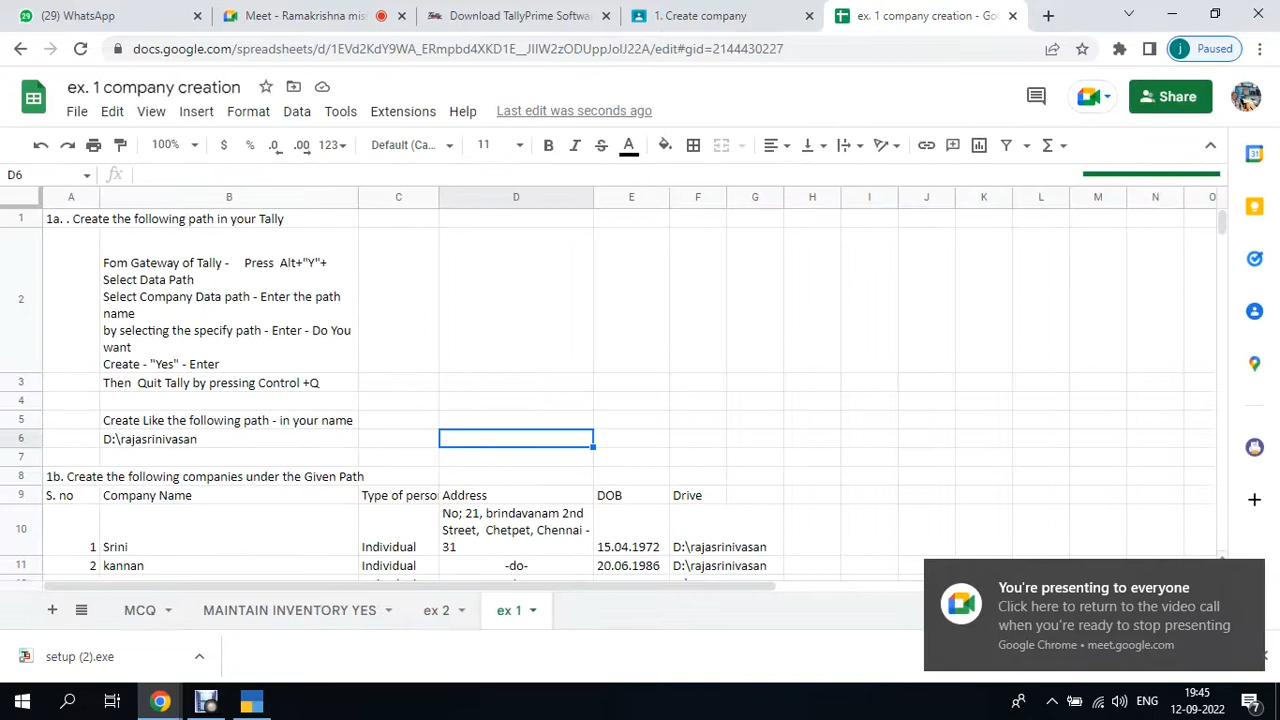 (29) WhatsApp
Meet - Ramakrishna mis
Download TallyPrime Softwa
1. Create company
ex. 1 company creation - Go
docs.google.com/spreadsheets/d/1EVd2KdY9WA_ERmpbd4XKD1E__JIIW2zODUppJolJ22A/edit#gid=2144430227
j Paused
ex. 1 company creation
File Edit View Insert Format Data Tools Extensions Help Last edit was seconds ago
Share
100% $ % .0 .00 123 Default (Ca... 11 B I S A
D6 fx
A B C D E F G H I J K L M N O
1 1a. . Create the following path in your Tally
Fom Gateway of Tally - Press Alt+"Y"+
Select Data Path
2 Select Company Data path - Enter the path
name
by selecting the specify path - Enter - Do You
want
Create - "Yes" - Enter
3 Then Quit Tally by pressing Control +Q
4
5 Create Like the following path - in your name
6 D:\rajasrinivasan
7
8 1b. Create the following companies under the Given Path
9 S. no Company Name Type of perso Address DOB Drive
No; 21, brindavanam 2nd
10 Street, Chetpet, Chennai -
1 Srini Individual 31 15.04.1972 D:\rajasrinivasan
11 2 kannan Individual -do- 20.06.1986 D:\rajasrinivasan
You're presenting to everyone
Click here to return to the video call
when you're ready to stop presenting
Google Chrome • meet.google.com
MCQ MAINTAIN INVENTORY YES ex 2 ex 1
setup (2).exe
ENG
19:45
12-09-2022
7